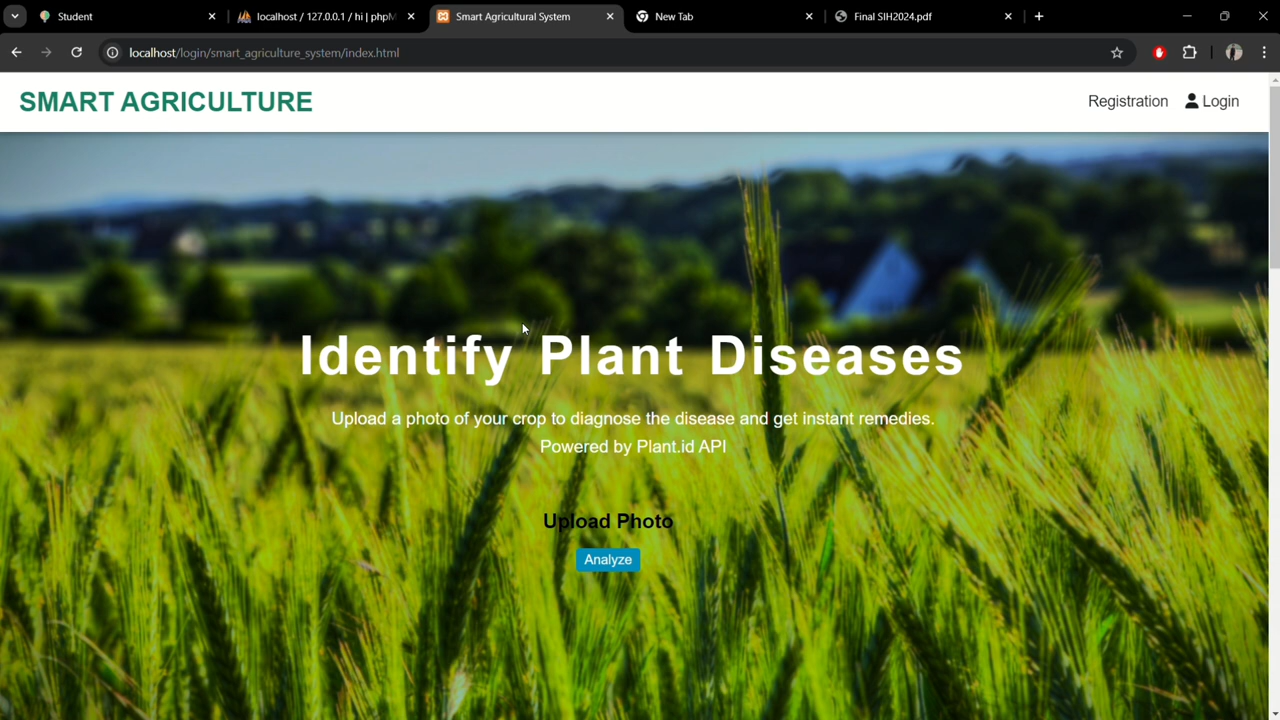 Student
localhost / 127.0.0.1 / hi | phpM
Smart Agricultural System
New Tab
Final SIH2024.pdf
localhost/login/smart_agriculture_system/index.html
SMART AGRICULTURE
Registration
Login
Identify Plant Diseases
Upload a photo of your crop to diagnose the disease and get instant remedies.
Powered by Plant.id API
Upload Photo
Analyze